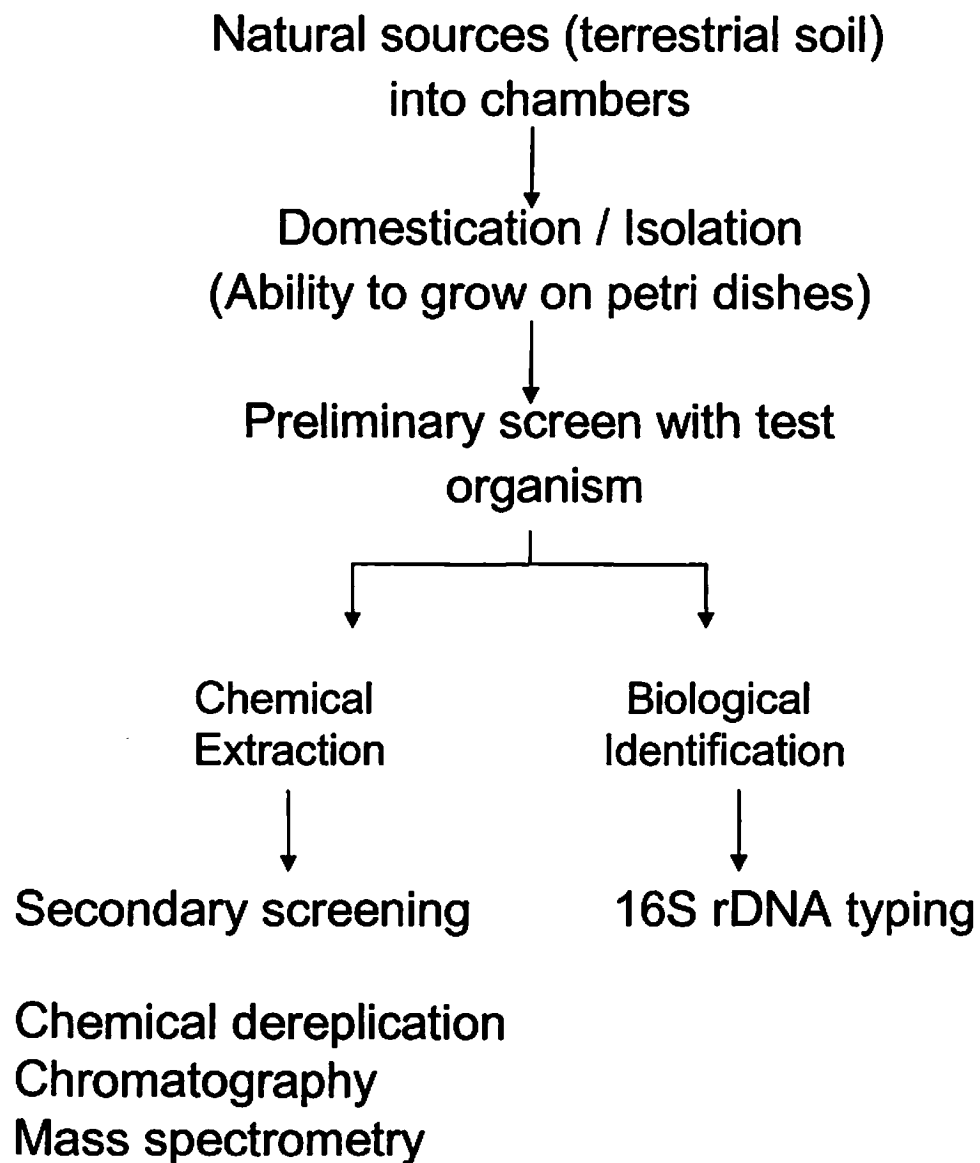 Natural sources (terrestrial soil)
into chambers
Domestication / Isolation
(Ability to grow on petri dishes)
Preliminary screen with test
organism
Chemical
Extraction
Biological
Identification
Secondary screening
16S rDNA typing
Chemical dereplication
Chromatography
Mass spectrometry